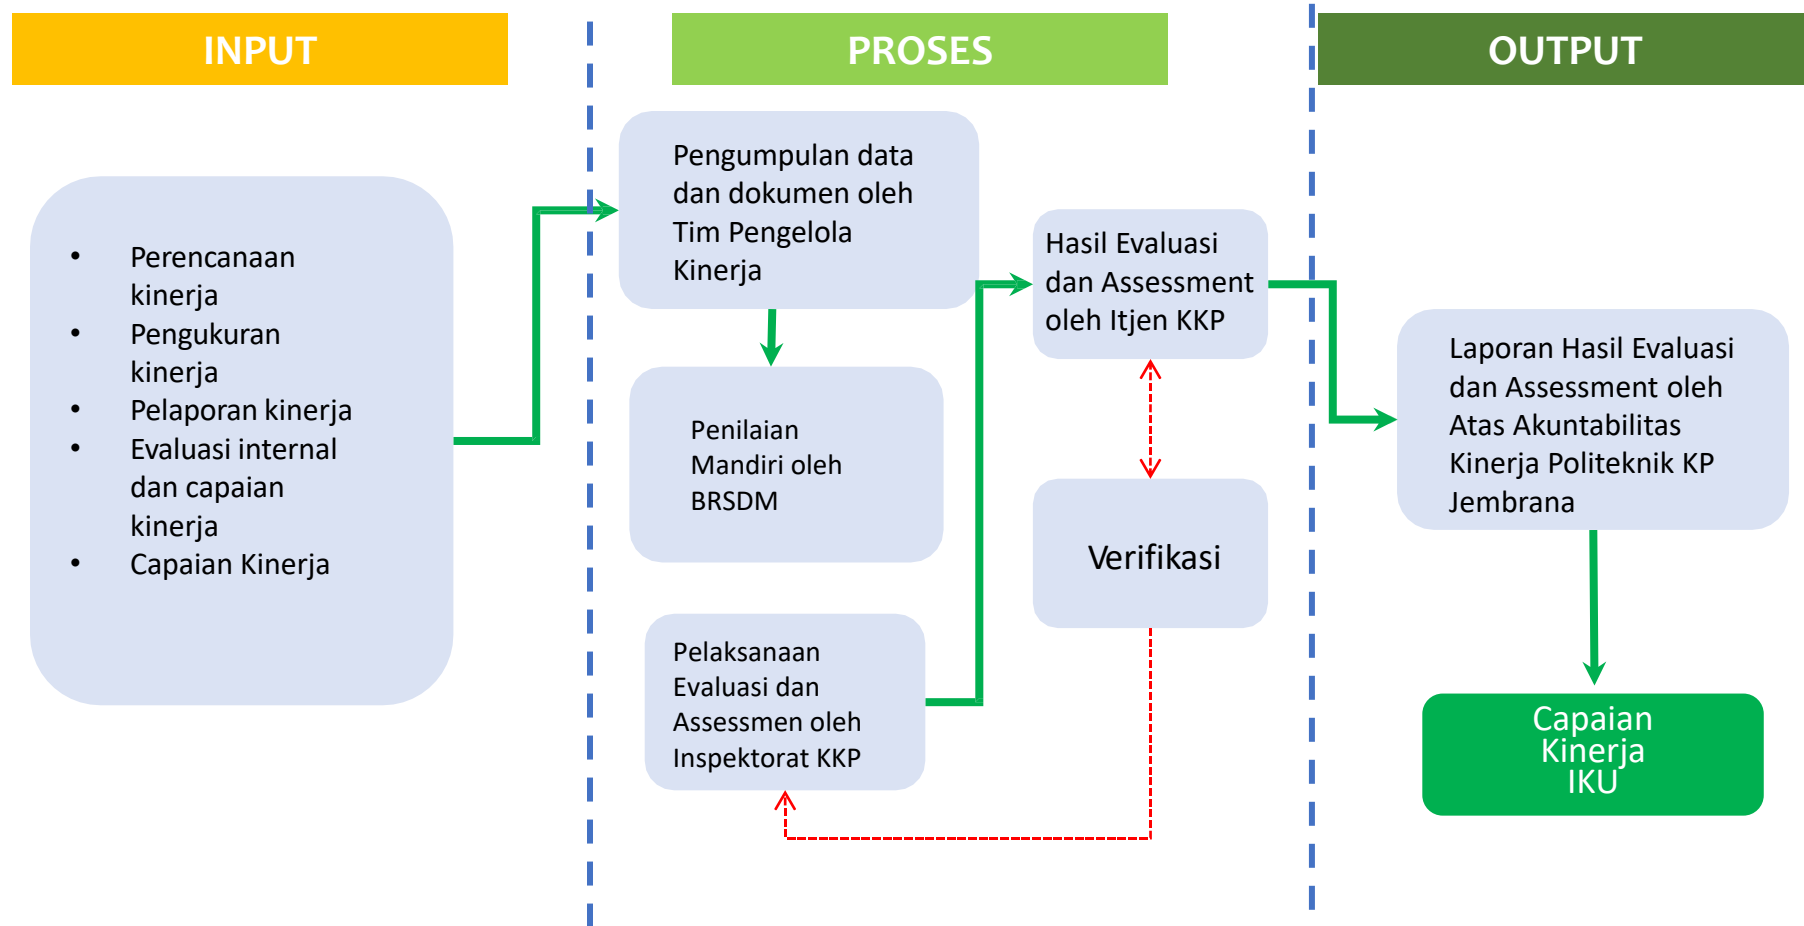 INPUT
PROSES
OUTPUT
• Perencanaan
kinerja
• Pengukuran
kinerja
• Pelaporan kinerja
• Evaluasi internal
dan capaian
kinerja
• Capaian Kinerja
Pengumpulan data
dan dokumen oleh
Tim Pengelola
Kinerja
Penilaian
Mandiri oleh
BRSDM
Pelaksanaan
Evaluasi dan
Assessmen oleh
Inspektorat KKP
Hasil Evaluasi
dan Assessment
oleh Itjen KKP
Verifikasi
Laporan Hasil Evaluasi
dan Assessment oleh
Atas Akuntabilitas
Kinerja Politeknik KP
Jembrana
Capaian
Kinerja
IKU